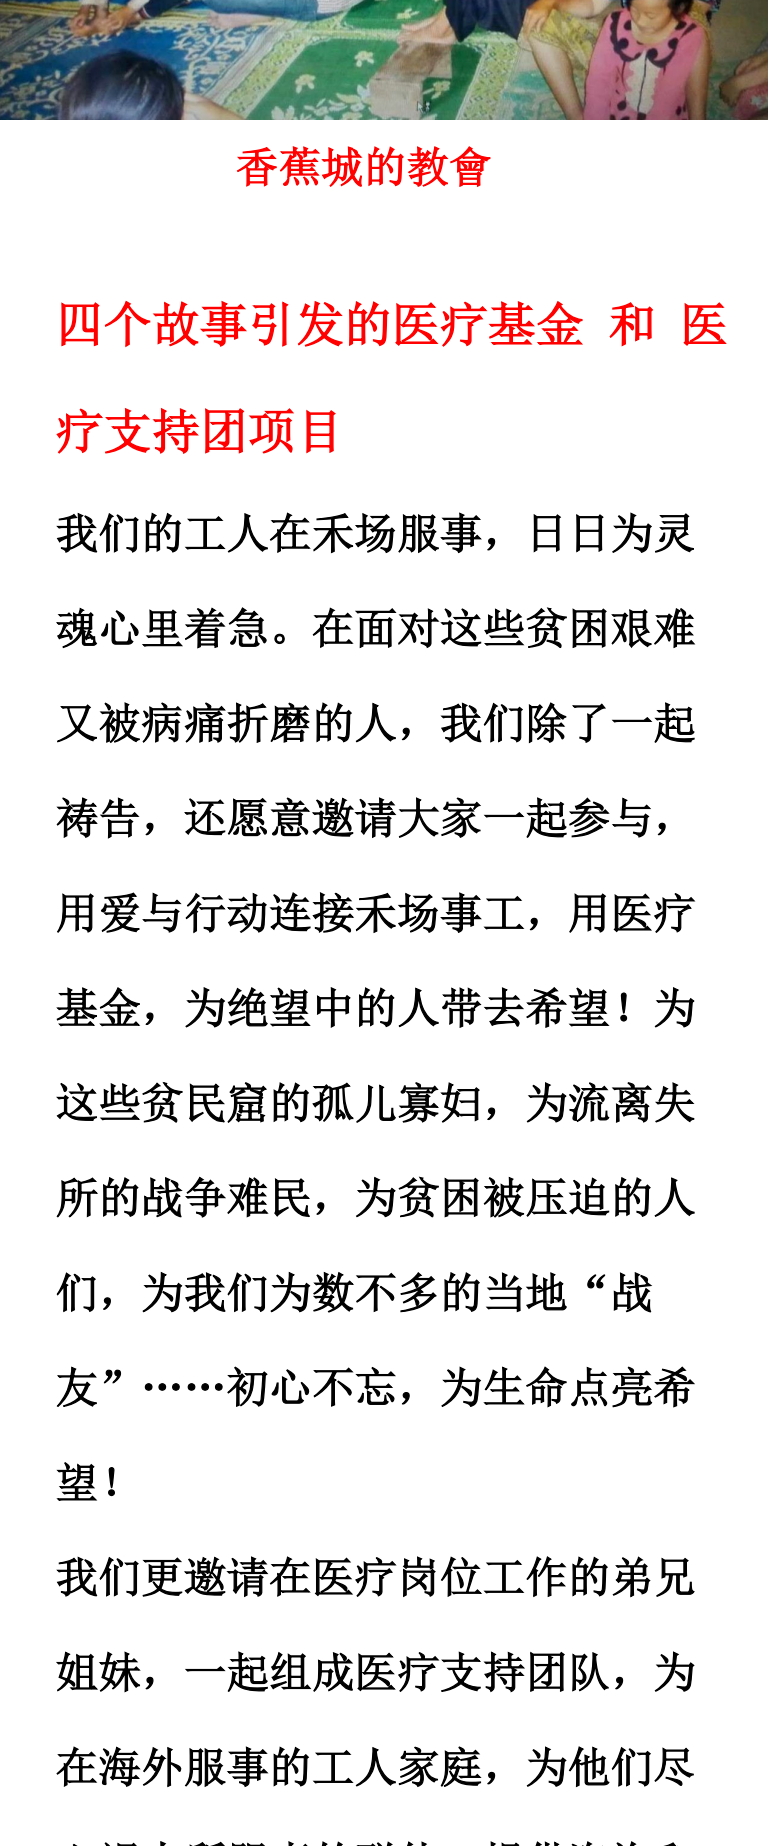 香蕉城的教會
四个故事引发的医疗基金 和 医
疗支持团项目
我们的工人在禾场服事，日日为灵
魂心里着急。在面对这些贫困艰难
又被病痛折磨的人，我们除了一起
祷告，还愿意邀请大家一起参与，
用爱与行动连接禾场事工，用医疗
基金，为绝望中的人带去希望！为
这些贫民窟的孤儿寡妇，为流离失
所的战争难民，为贫困被压迫的人
们，为我们为数不多的当地“战
友”……初心不忘，为生命点亮希
望！
我们更邀请在医疗岗位工作的弟兄
姐妹，一起组成医疗支持团队，为
在海外服事的工人家庭，为他们尽